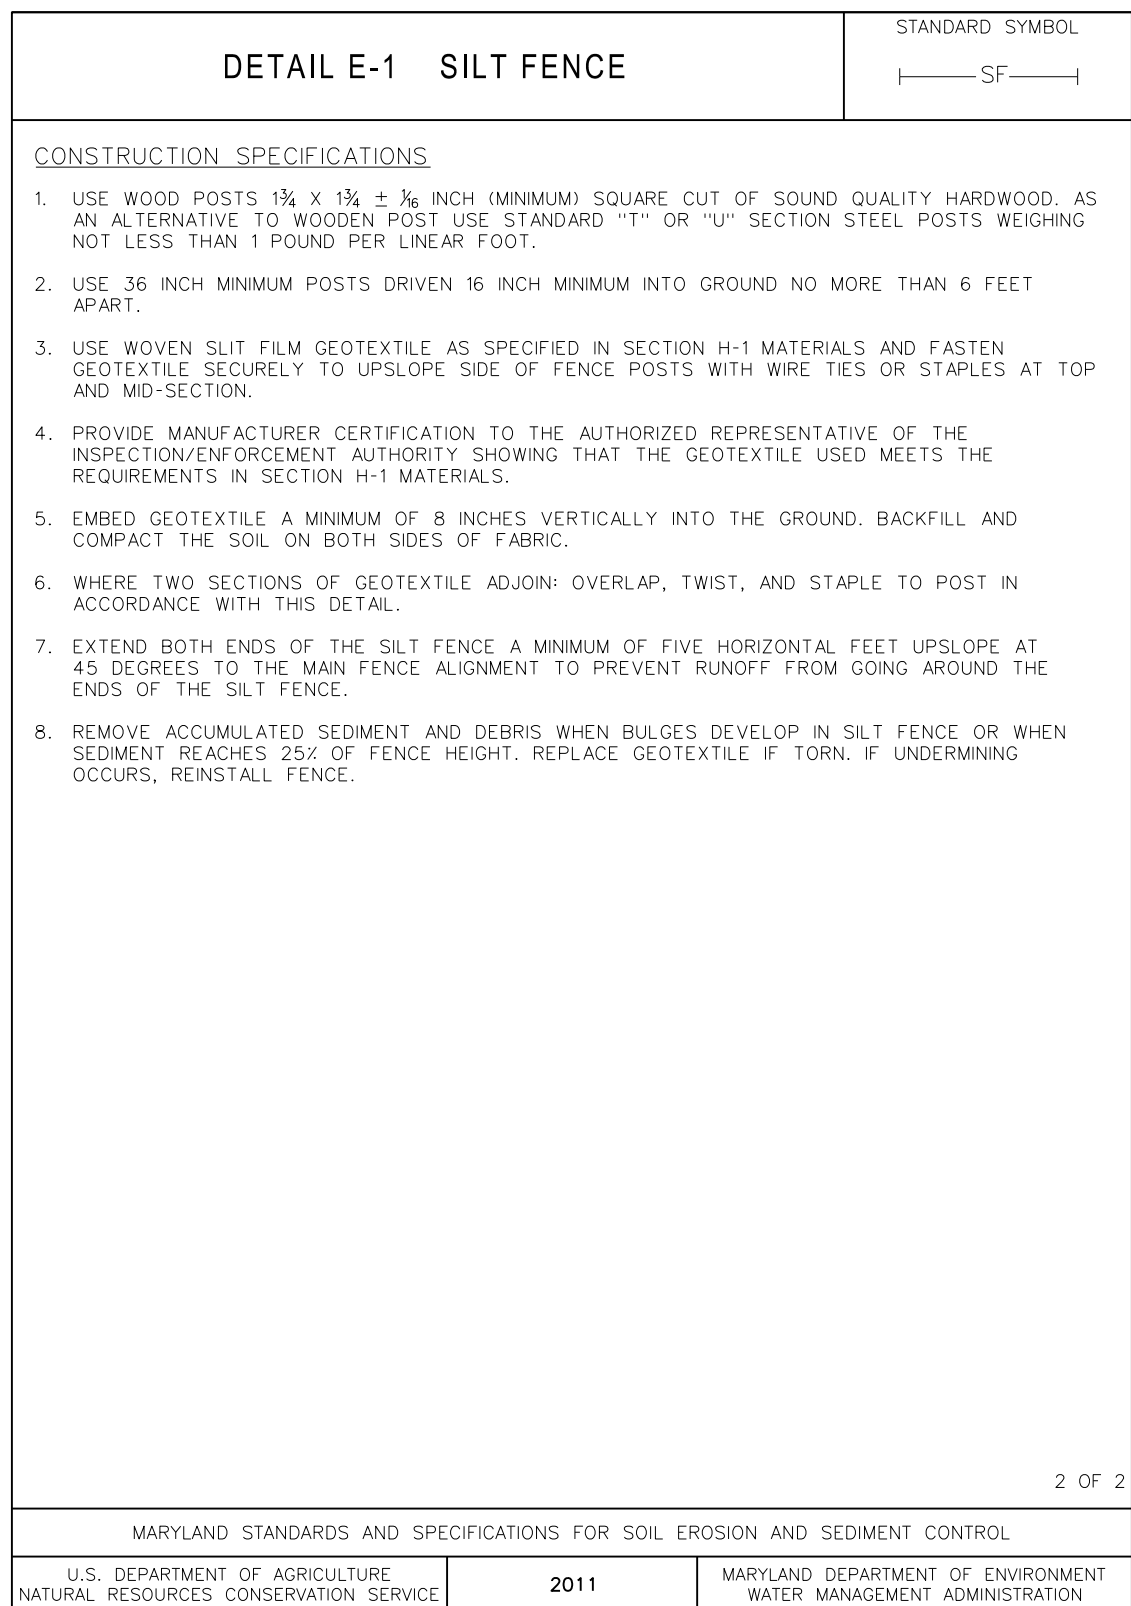 DETAIL E-1 SILT FENCE
STANDARD SYMBOL
SF
CONSTRUCTION SPECIFICATIONS
1. USE WOOD POSTS 1¾ X 1¾ ± 1/16 INCH (MINIMUM) SQUARE CUT OF SOUND QUALITY HARDWOOD. AS
AN ALTERNATIVE TO WOODEN POST USE STANDARD "T" OR "U" SECTION STEEL POSTS WEIGHING
NOT LESS THAN 1 POUND PER LINEAR FOOT.
2. USE 36 INCH MINIMUM POSTS DRIVEN 16 INCH MINIMUM INTO GROUND NO MORE THAN 6 FEET
APART.
3. USE WOVEN SLIT FILM GEOTEXTILE AS SPECIFIED IN SECTION H-1 MATERIALS AND FASTEN
GEOTEXTILE SECURELY TO UPSLOPE SIDE OF FENCE POSTS WITH WIRE TIES OR STAPLES AT TOP
AND MID-SECTION.
4. PROVIDE MANUFACTURER CERTIFICATION TO THE AUTHORIZED REPRESENTATIVE OF THE
INSPECTION/ENFORCEMENT AUTHORITY SHOWING THAT THE GEOTEXTILE USED MEETS THE
REQUIREMENTS IN SECTION H-1 MATERIALS.
5. EMBED GEOTEXTILE A MINIMUM OF 8 INCHES VERTICALLY INTO THE GROUND. BACKFILL AND
COMPACT THE SOIL ON BOTH SIDES OF FABRIC.
6. WHERE TWO SECTIONS OF GEOTEXTILE ADJOIN: OVERLAP, TWIST, AND STAPLE TO POST IN
ACCORDANCE WITH THIS DETAIL.
7. EXTEND BOTH ENDS OF THE SILT FENCE A MINIMUM OF FIVE HORIZONTAL FEET UPSLOPE AT
45 DEGREES TO THE MAIN FENCE ALIGNMENT TO PREVENT RUNOFF FROM GOING AROUND THE
ENDS OF THE SILT FENCE.
8. REMOVE ACCUMULATED SEDIMENT AND DEBRIS WHEN BULGES DEVELOP IN SILT FENCE OR WHEN
SEDIMENT REACHES 25% OF FENCE HEIGHT. REPLACE GEOTEXTILE IF TORN. IF UNDERMINING
OCCURS, REINSTALL FENCE.
2 OF 2
MARYLAND STANDARDS AND SPECIFICATIONS FOR SOIL EROSION AND SEDIMENT CONTROL
U.S. DEPARTMENT OF AGRICULTURE
NATURAL RESOURCES CONSERVATION SERVICE
2011
MARYLAND DEPARTMENT OF ENVIRONMENT
WATER MANAGEMENT ADMINISTRATION